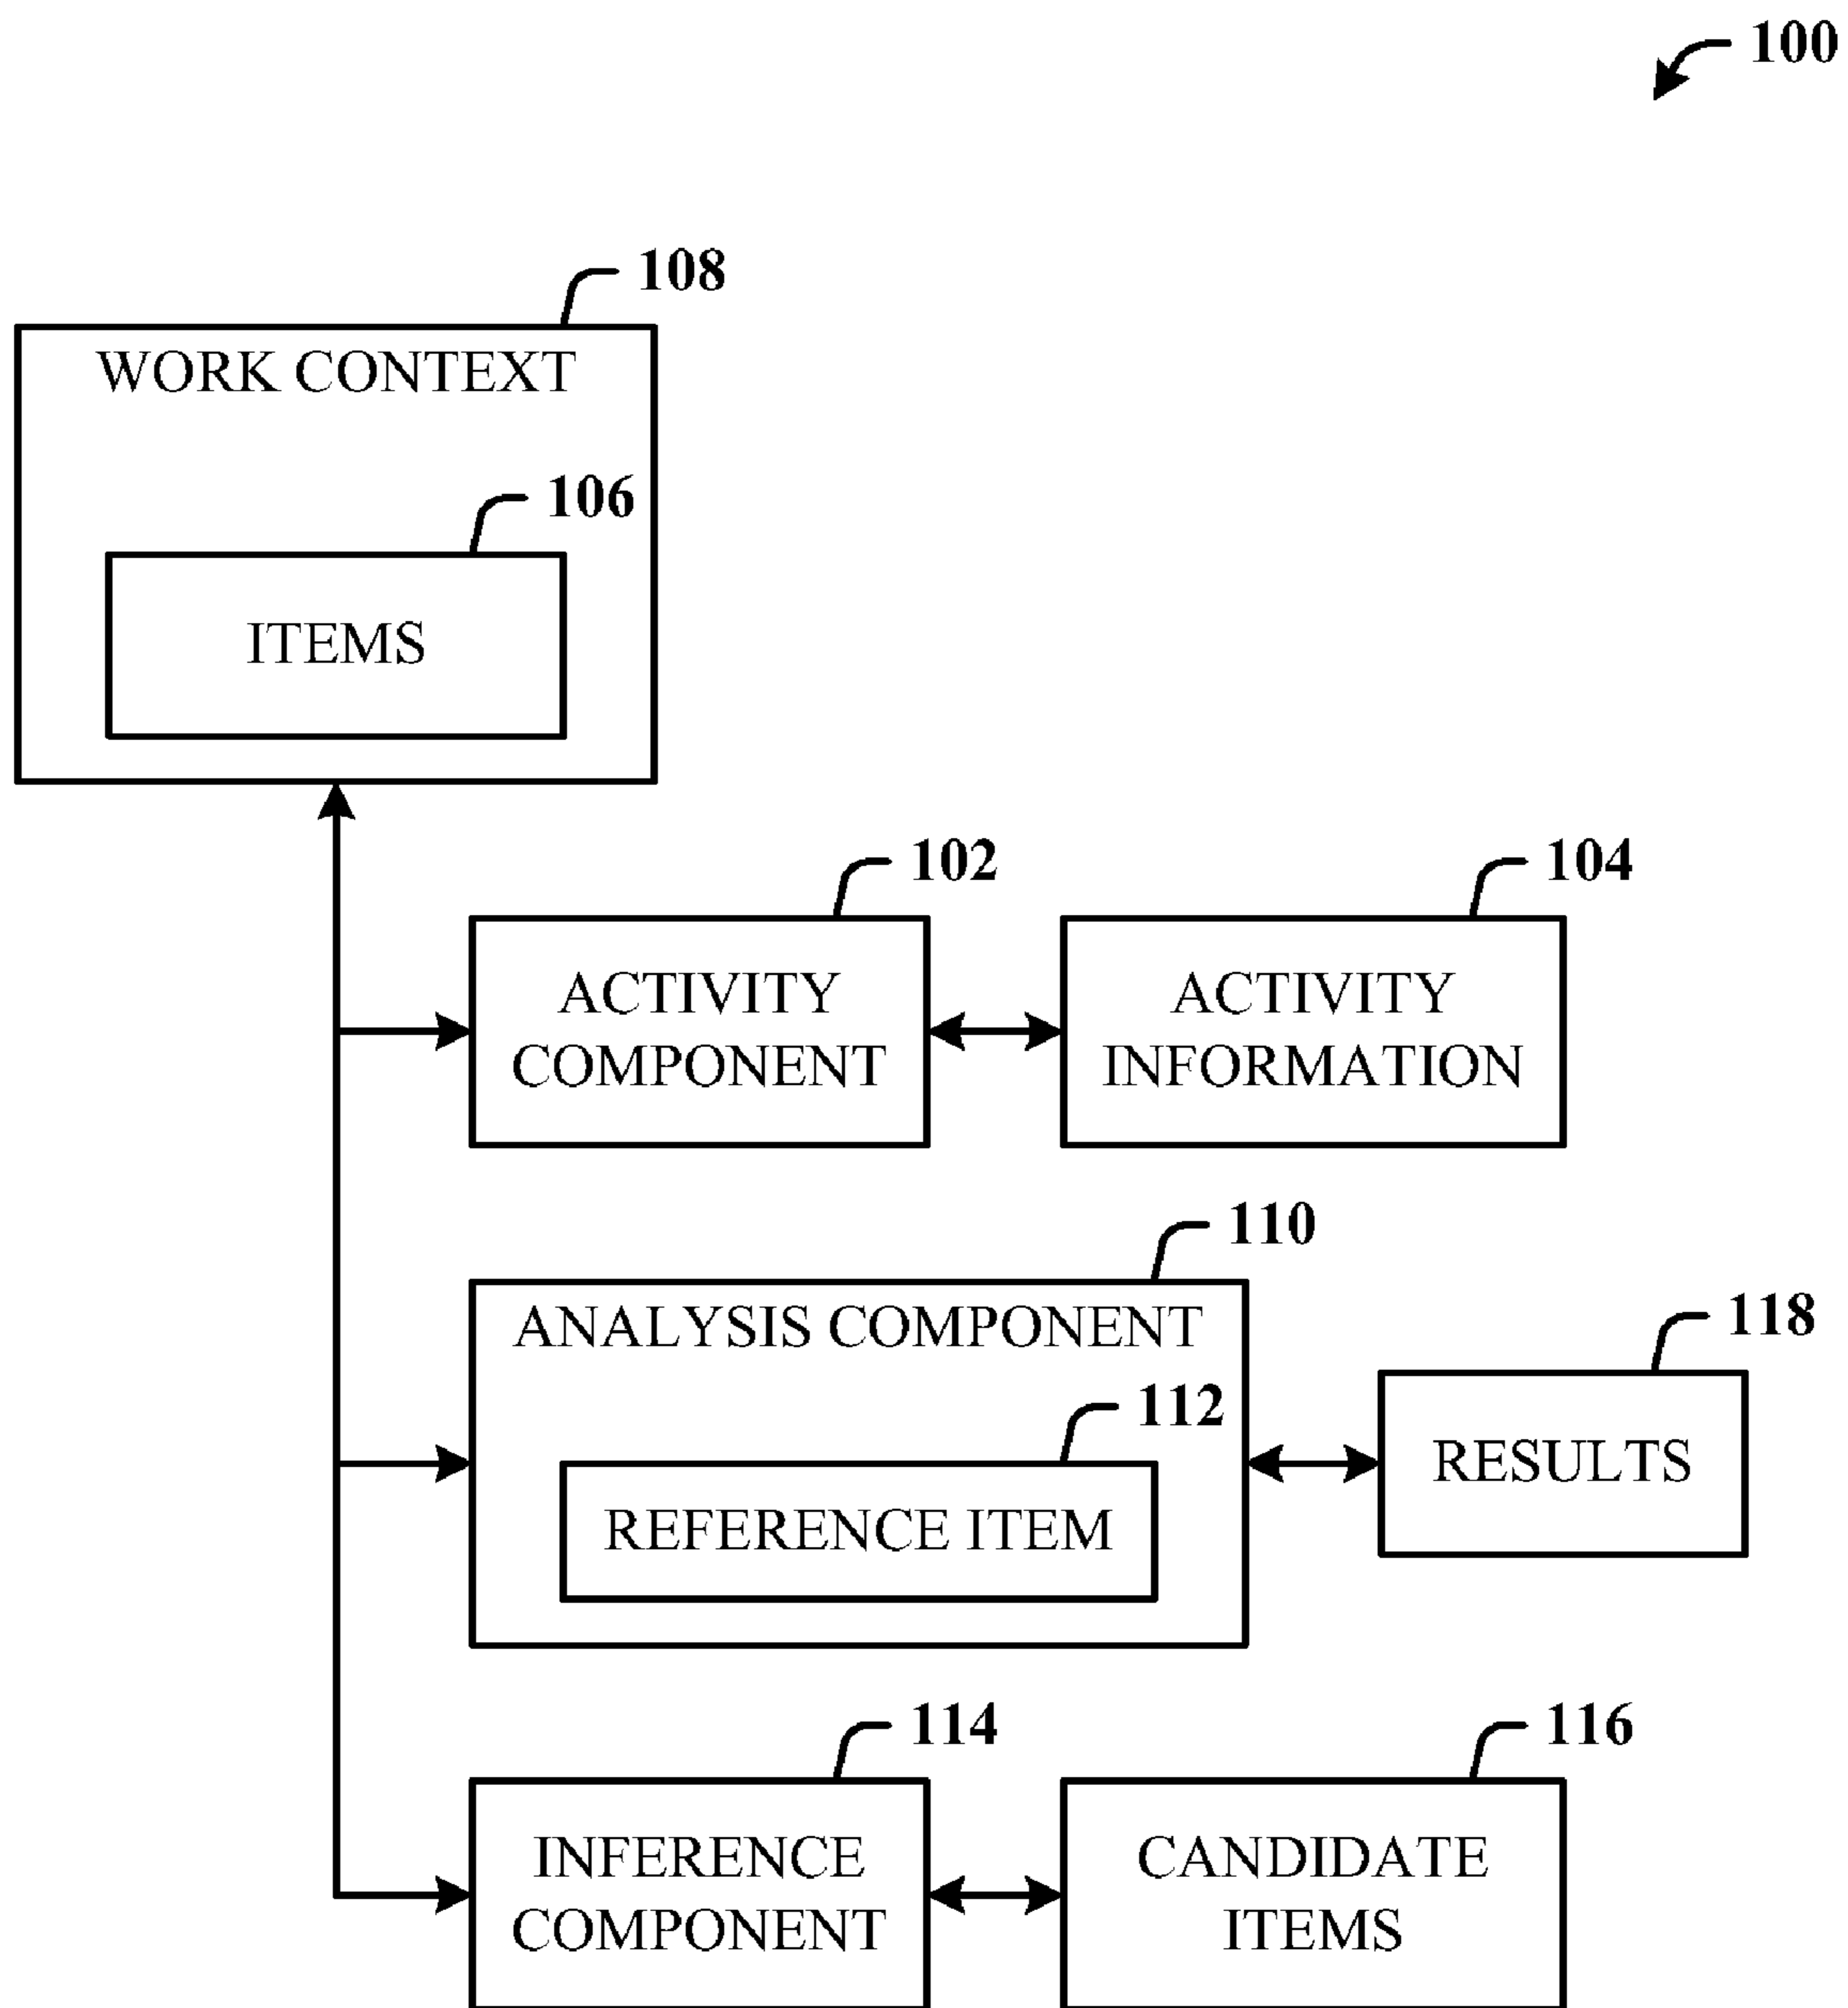 100
108
WORK CONTEXT
106
ITEMS
102
104
ACTIVITY
COMPONENT
ACTIVITY
INFORMATION
110
ANALYSIS COMPONENT
118
112
REFERENCE ITEM
RESULTS
114
116
INFERENCE
COMPONENT
CANDIDATE
ITEMS